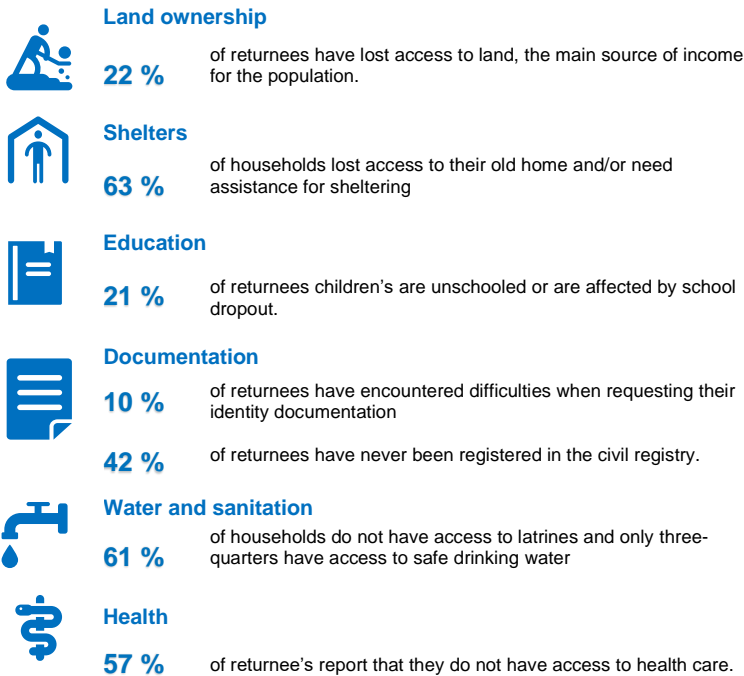 Land ownership
22 %
of returnees have lost access to land, the main source of income
for the population.
Shelters
63 %
of households lost access to their old home and/or need
assistance for sheltering
Education
21 %
of returnees children's are unschooled or are affected by school
dropout.
Documentation
10 %
of returnees have encountered difficulties when requesting their
identity documentation
42 %
of returnees have never been registered in the civil registry.
Water and sanitation
61 %
of households do not have access to latrines and only three-
quarters have access to safe drinking water
Health
57 %
of returnee's report that they do not have access to health care.